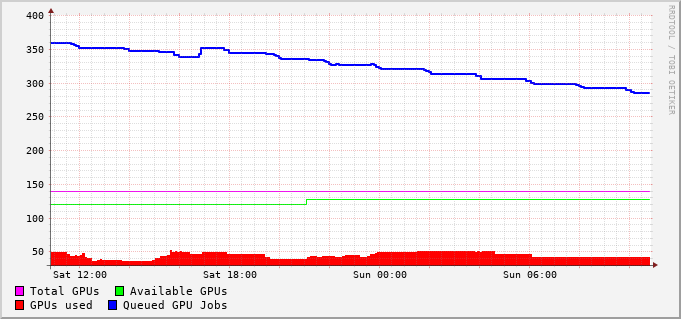 400
350
300
250
200
150
100
50
Sat 12:00 Sat 18:00 Sun 00:00 Sun 06:00
Total GPUs Available GPUs
GPUs used Queued GPU Jobs
RRDTOOL / TOBI OETIKER